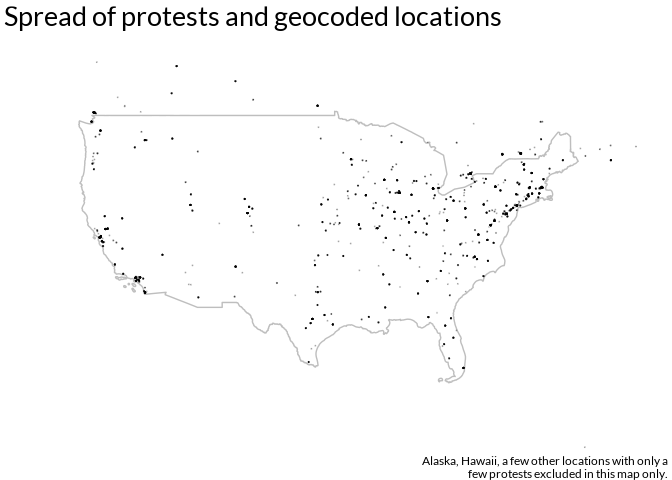 Spread of protests and geocoded locations
Alaska, Hawaii, a few other locations with only a
few protests excluded in this map only.